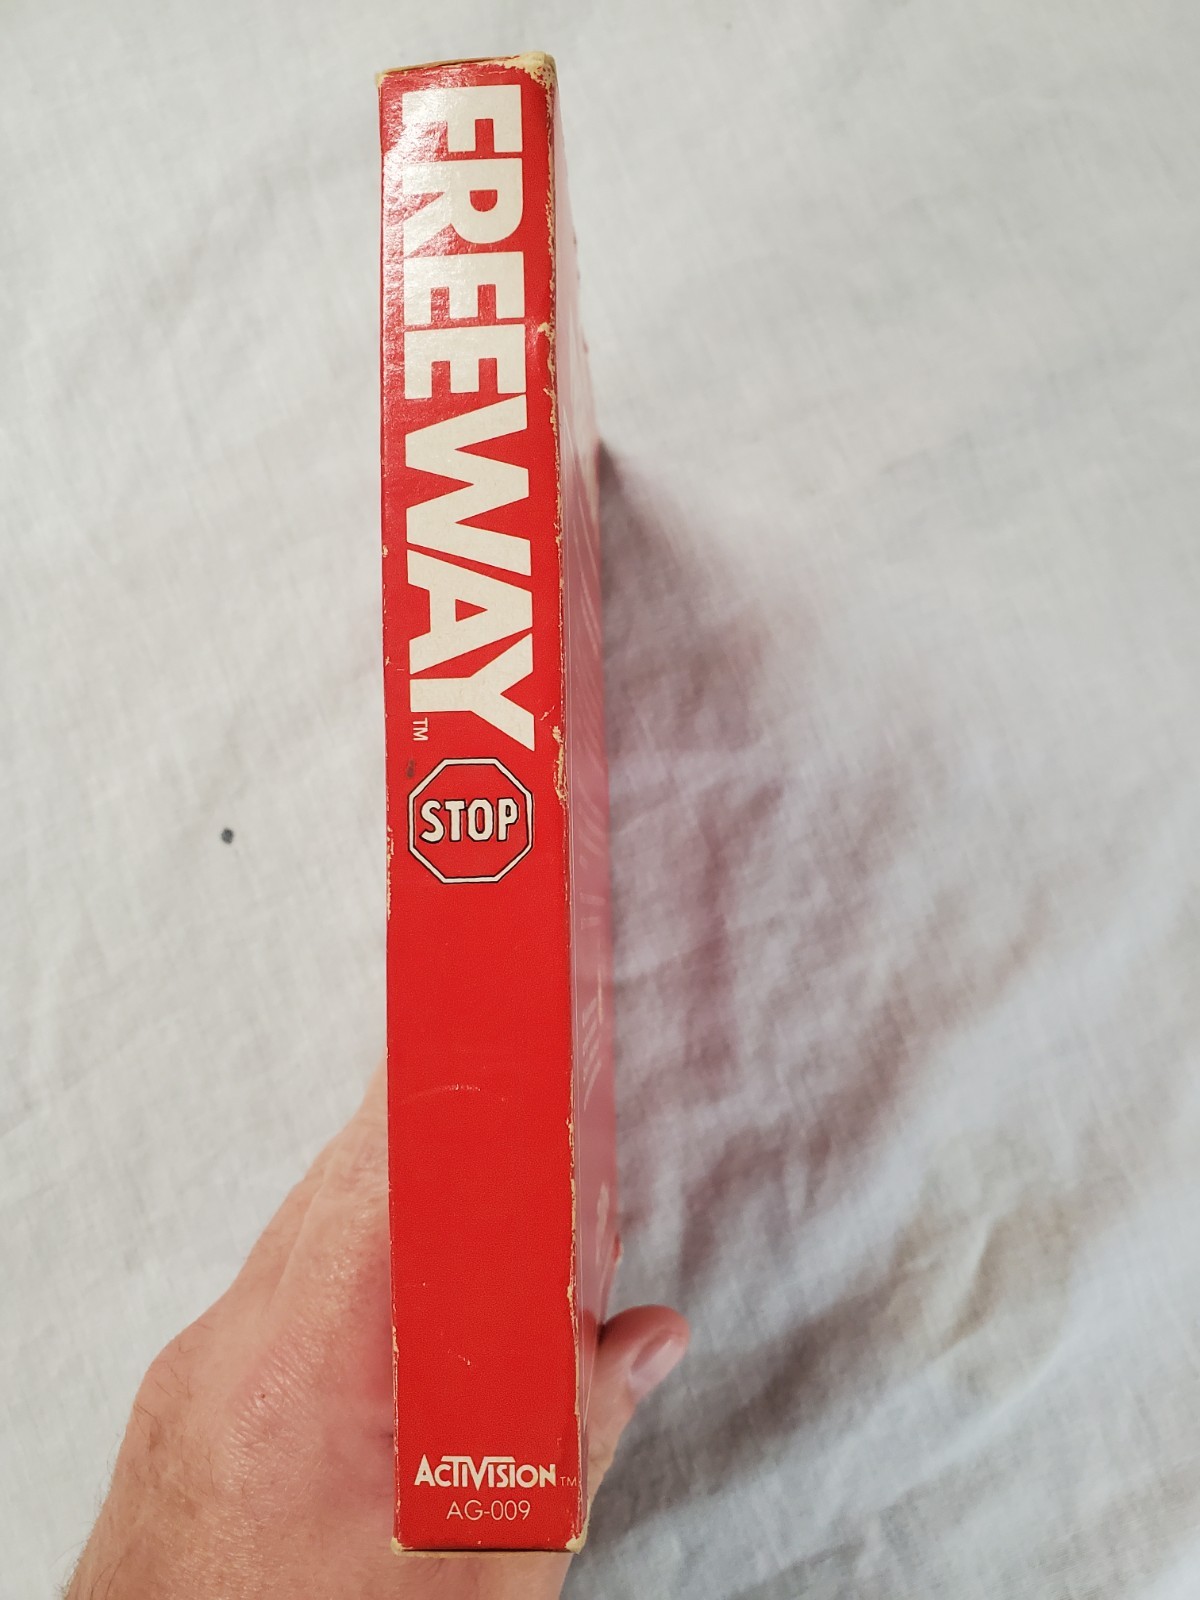 FREEWAY™
STOP
ACTIVISION™
AG-009